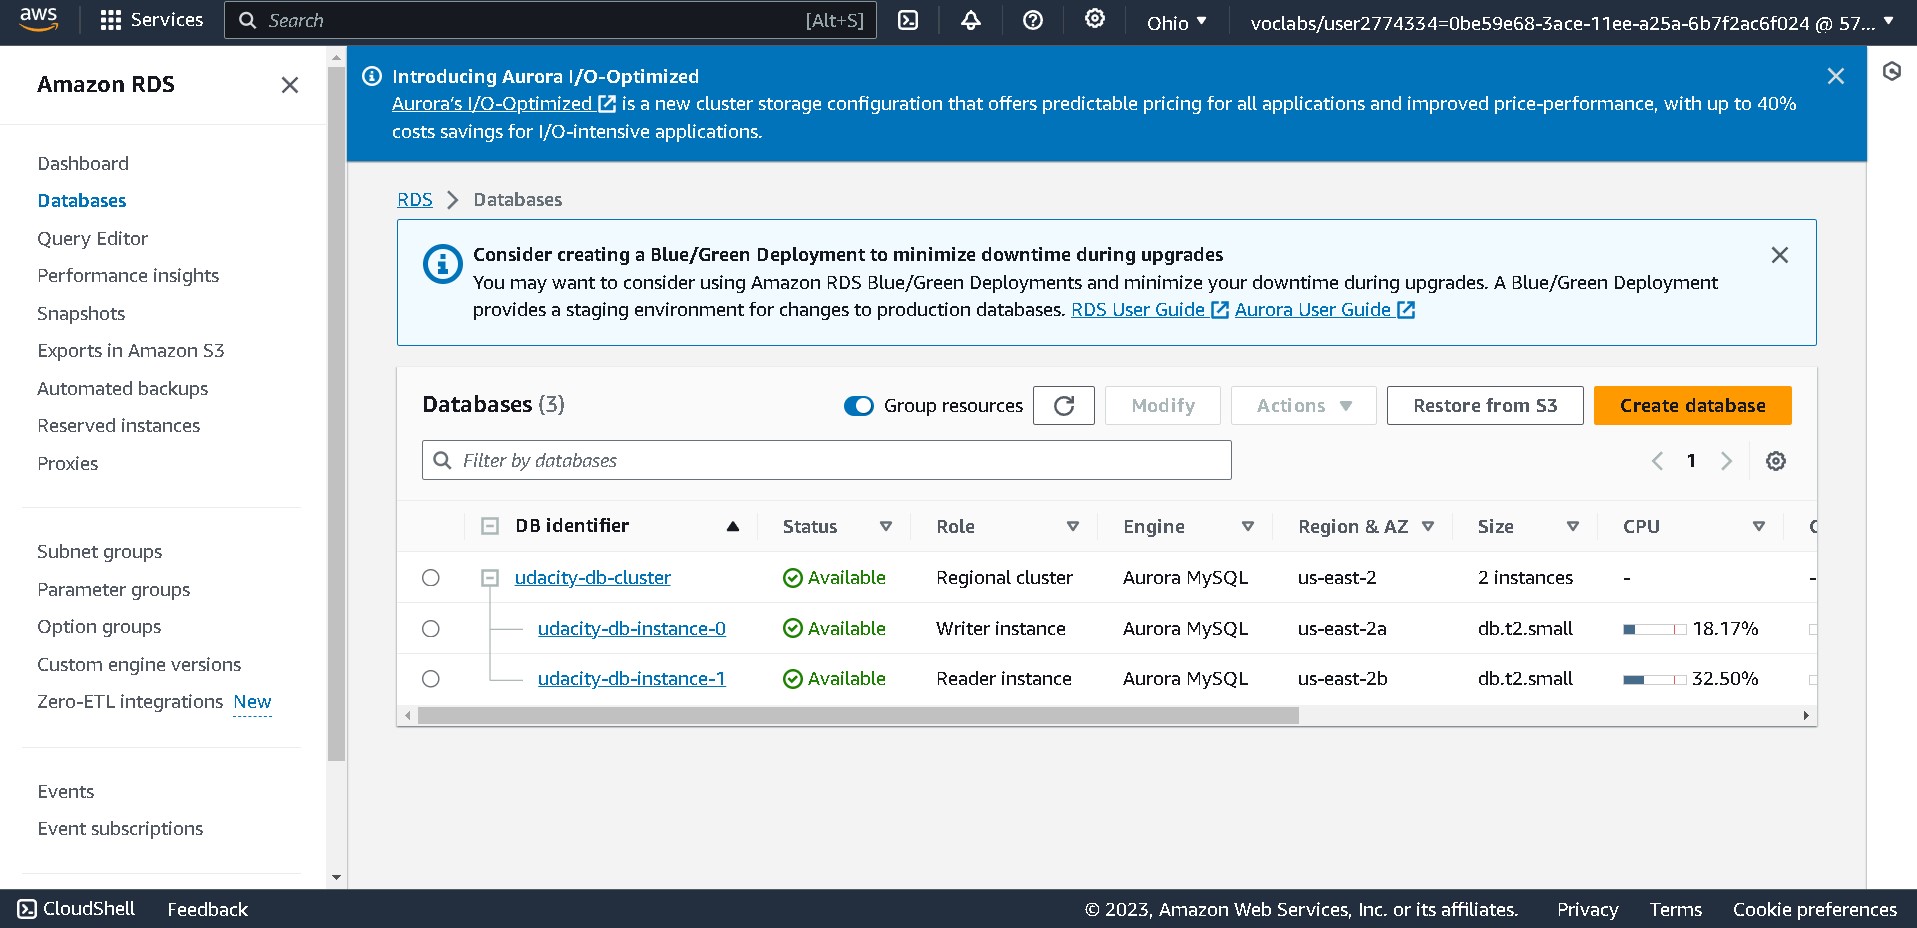 aws
Services
Search
[Alt+S]
Ohio
voclabs/user2774334=0be59e68-3ace-11ee-a25a-6b7f2ac6f024 @ 57...
Amazon RDS
Dashboard
Databases
Query Editor
Performance insights
Snapshots
Exports in Amazon S3
Automated backups
Reserved instances
Proxies
Subnet groups
Parameter groups
Option groups
Custom engine versions
Zero-ETL integrations New
Events
Event subscriptions
Introducing Aurora I/O-Optimized
Aurora's I/O-Optimized is a new cluster storage configuration that offers predictable pricing for all applications and improved price-performance, with up to 40%
costs savings for I/O-intensive applications.
RDS > Databases
Consider creating a Blue/Green Deployment to minimize downtime during upgrades
You may want to consider using Amazon RDS Blue/Green Deployments and minimize your downtime during upgrades. A Blue/Green Deployment
provides a staging environment for changes to production databases. RDS User Guide Aurora User Guide
Databases (3)
Group resources
Modify
Actions
Restore from S3
Create database
Filter by databases
1
DB identifier Status Role Engine Region & AZ Size CPU
udacity-db-cluster Available Regional cluster Aurora MySQL us-east-2 2 instances - -
udacity-db-instance-0 Available Writer instance Aurora MySQL us-east-2a db.t2.small 18.17%
udacity-db-instance-1 Available Reader instance Aurora MySQL us-east-2b db.t2.small 32.50%
CloudShell
Feedback
© 2023, Amazon Web Services, Inc. or its affiliates.
Privacy
Terms
Cookie preferences